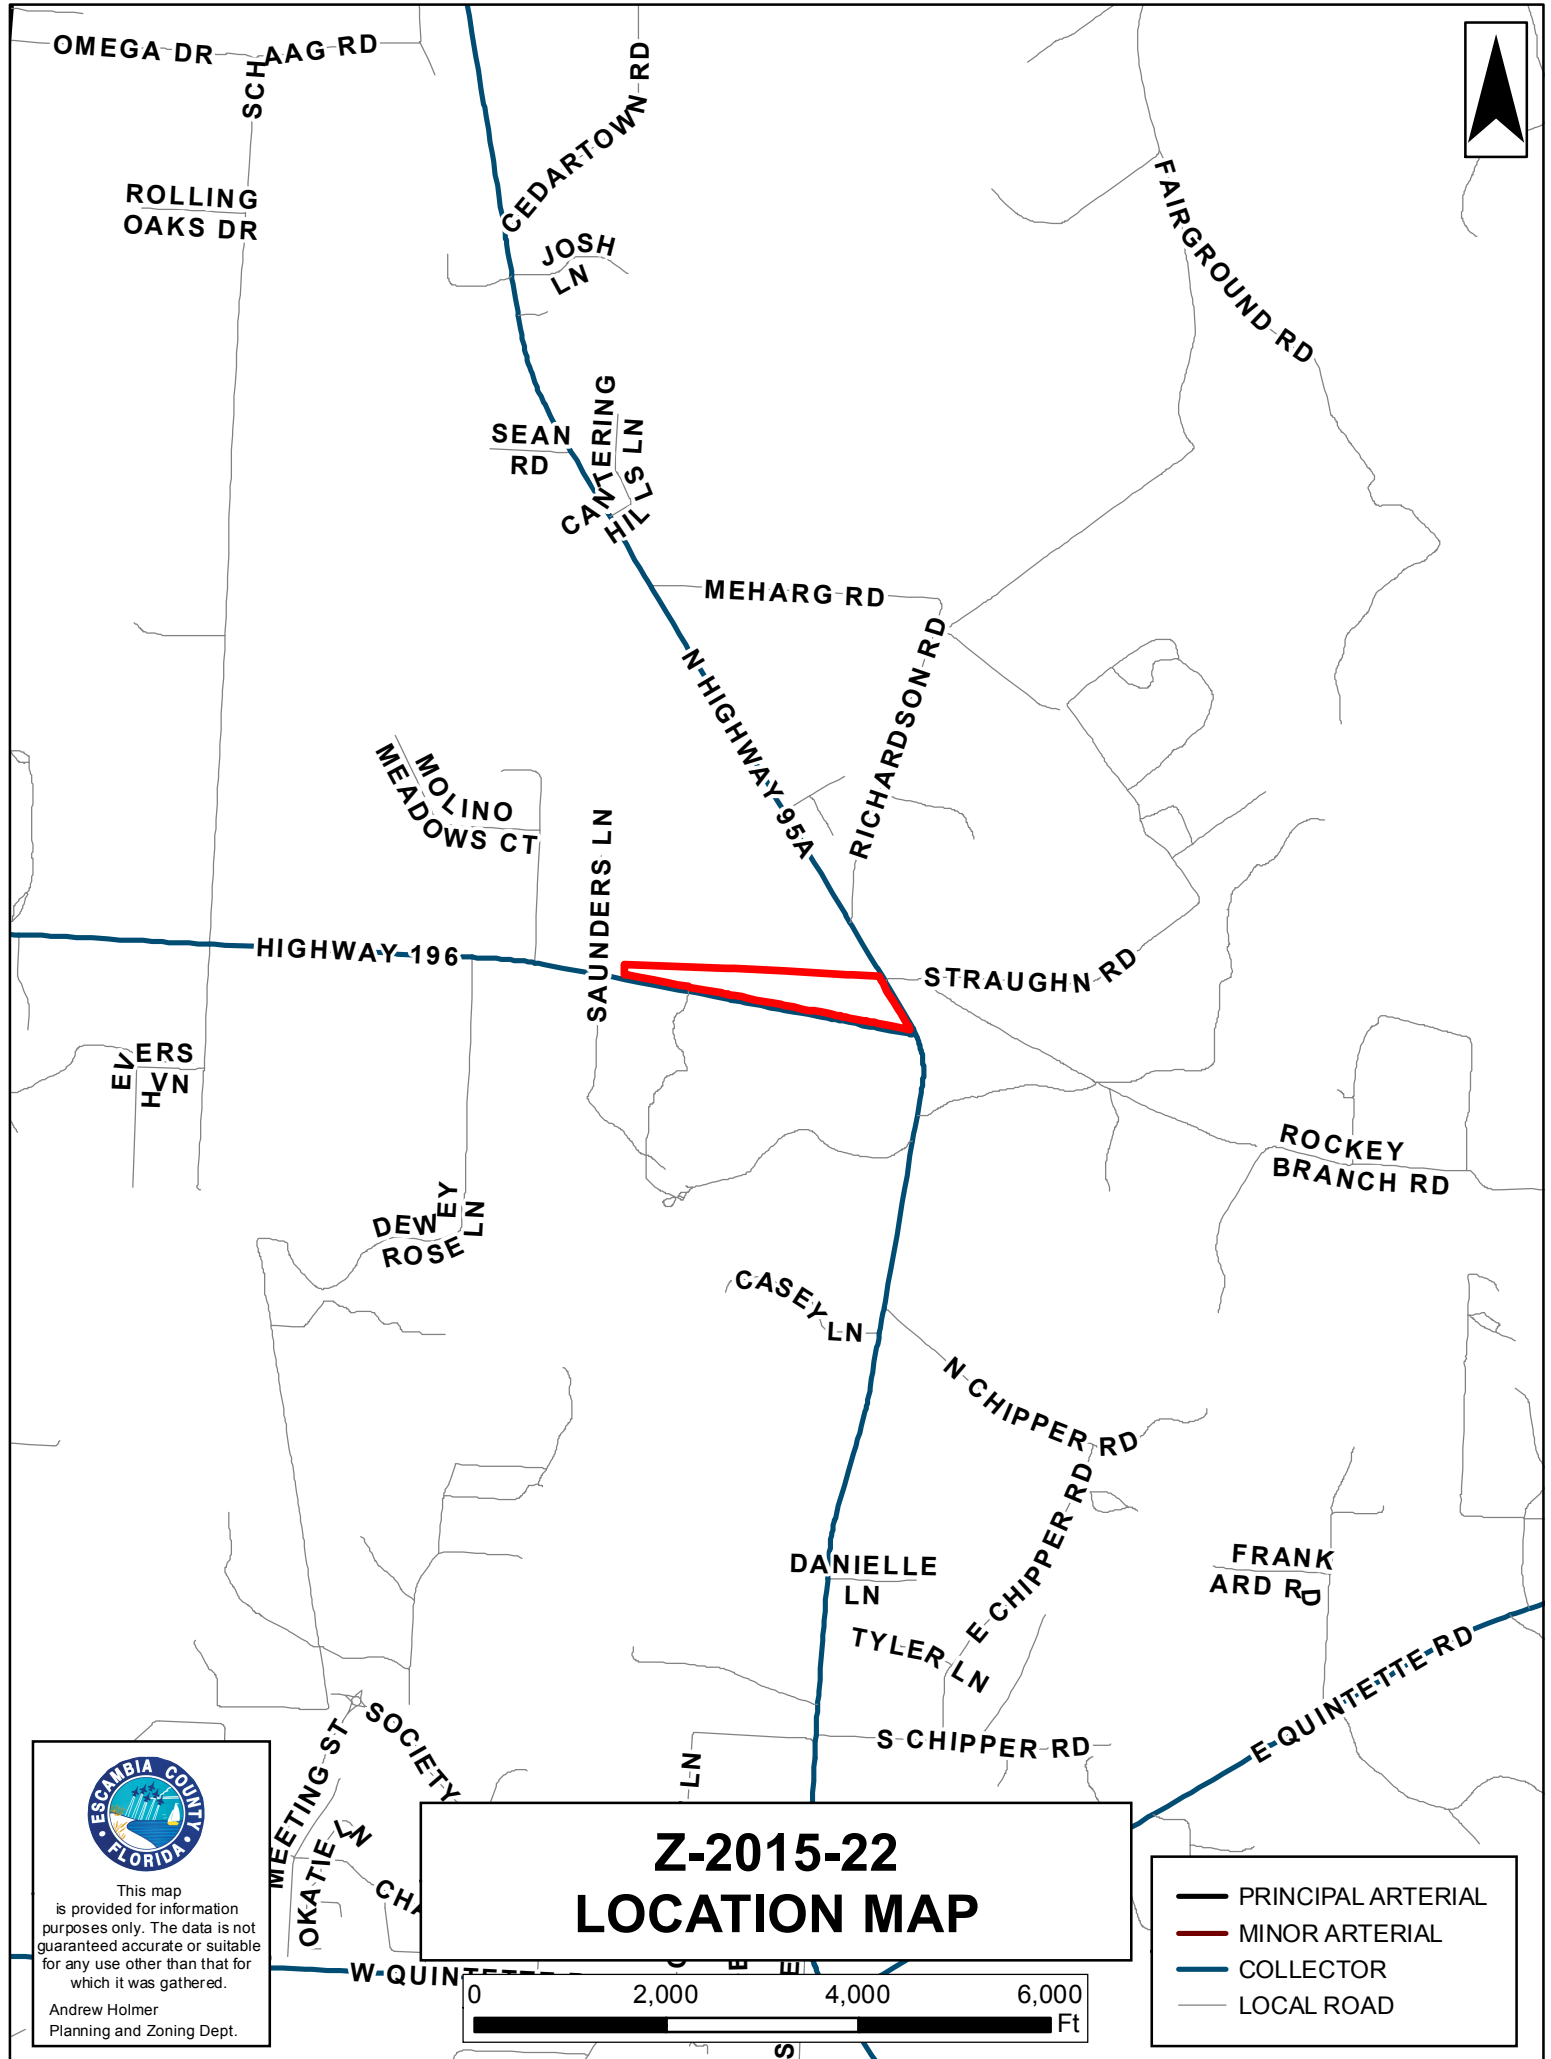 OMEGA DR
SCHAAG RD
CEDARTOWN RD
ROLLING
OAKS DR
JOSH
LN
FAIRGROUND RD
SEAN
RD
CANTERING
HILLS LN
MEHARG RD
N HIGHWAY 95A
RICHARDSON RD
MOLINO
MEADOWS CT
SAUNDERS LN
HIGHWAY 196
STRAUGHN RD
EVERS
HVN
ROCKEY
BRANCH RD
DEWEY
ROSE LN
CASEY LN
N CHIPPER RD
E CHIPPER RD
DANIELLE
LN
FRANK
ARD RD
TYLER LN
E QUINTETTE RD
S CHIPPER RD
SOCIETY
MEETING ST
LN
OKATIE LN
CHA
W QUINTETTE
ESCAMBIA COUNTY
FLORIDA
This map
is provided for information
purposes only. The data is not
guaranteed accurate or suitable
for any use other than that for
which it was gathered.
Andrew Holmer
Planning and Zoning Dept.
Z-2015-22
LOCATION MAP
0 2,000 4,000 6,000
Ft
PRINCIPAL ARTERIAL
MINOR ARTERIAL
COLLECTOR
LOCAL ROAD